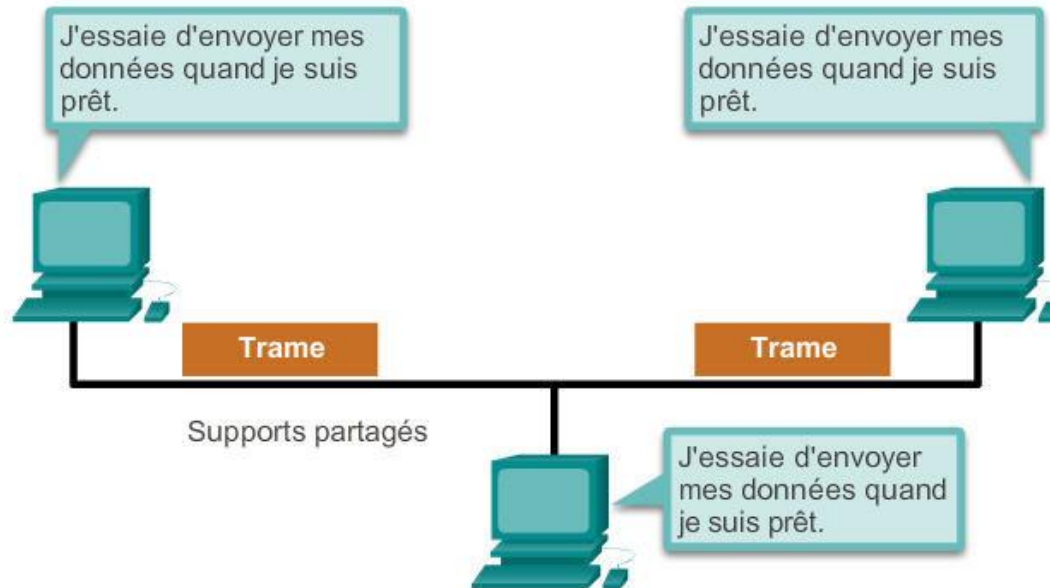 J'essaie d'envoyer mes
données quand je suis
prêt.
J'essaie d'envoyer mes
données quand je suis
prêt.
Trame
Trame
Supports partagés
J'essaie d'envoyer
mes données quand
je suis prêt.